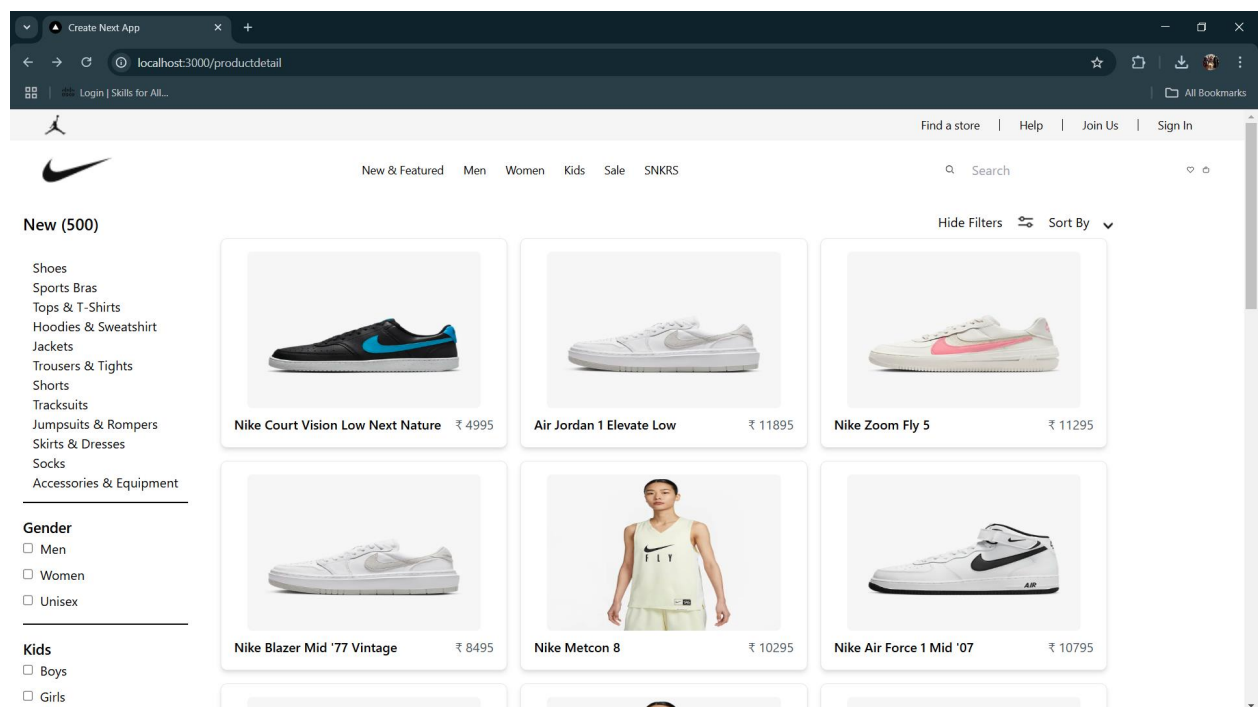 Create Next App
localhost:3000/productdetail
Login | Skills for All...
All Bookmarks
Find a store | Help | Join Us | Sign In
New & Featured Men Women Kids Sale SNKRS Search
New (500)
Hide Filters Sort By
Shoes
Sports Bras
Tops & T-Shirts
Hoodies & Sweatshirt
Jackets
Trousers & Tights
Shorts
Tracksuits
Jumpsuits & Rompers
Skirts & Dresses
Socks
Accessories & Equipment
Gender
Men
Women
Unisex
Kids
Boys
Girls
Nike Court Vision Low Next Nature ₹ 4995
Air Jordan 1 Elevate Low ₹ 11895
Nike Zoom Fly 5 ₹ 11295
Nike Blazer Mid '77 Vintage ₹ 8495
FLY
Nike Metcon 8 ₹ 10295
AIR
Nike Air Force 1 Mid '07 ₹ 10795